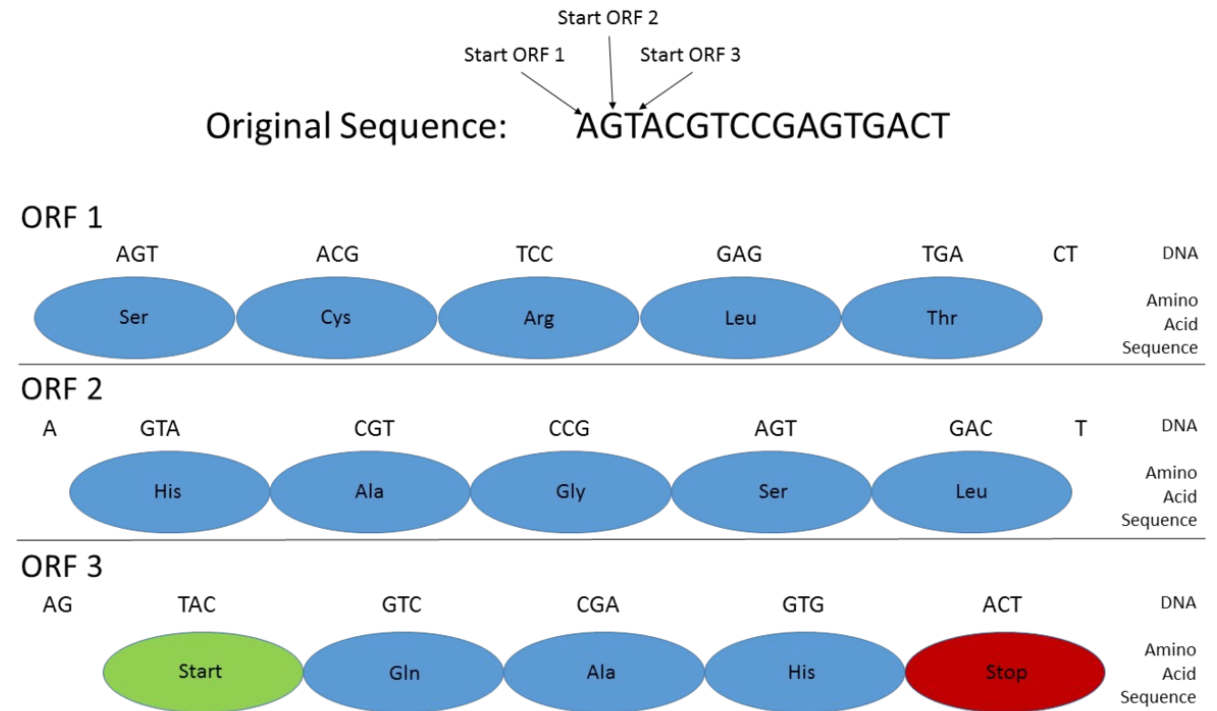 Start ORF 2
Start ORF 1 Start ORF 3
Original Sequence: AGTACGTCCGAGTGACT
ORF 1
AGT ACG TCC GAG TGA CT DNA
Ser Cys Arg Leu Thr Amino
Acid
Sequence
ORF 2
A GTA CGT CCG AGT GAC T DNA
His Ala Gly Ser Leu Amino
Acid
Sequence
ORF 3
AG TAC GTC CGA GTG ACT DNA
Start Gln Ala His Stop Amino
Acid
Sequence